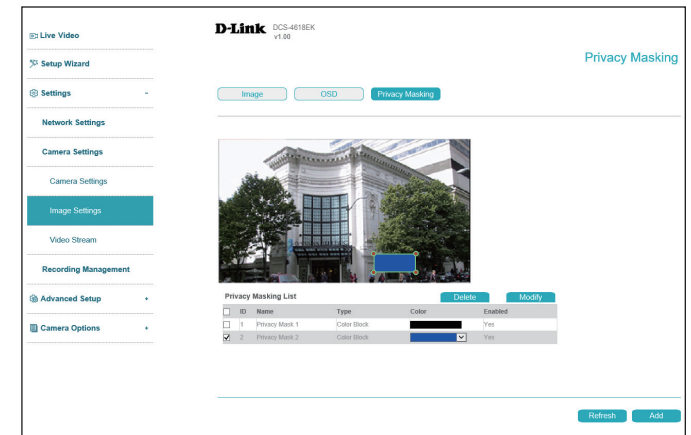 D-Link DCS-4618EK
v1.00
Live Video
Setup Wizard
Settings -
Network Settings
Camera Settings
Camera Settings
Image Settings
Video Stream
Recording Management
Advanced Setup +
Camera Options +
Privacy Masking
Image OSD Privacy Masking
Privacy Masking List Delete Modify
ID Name Type Color Enabled
1 Privacy Mask 1 Color Block Yes
2 Privacy Mask 2 Color Block Yes
Refresh Add